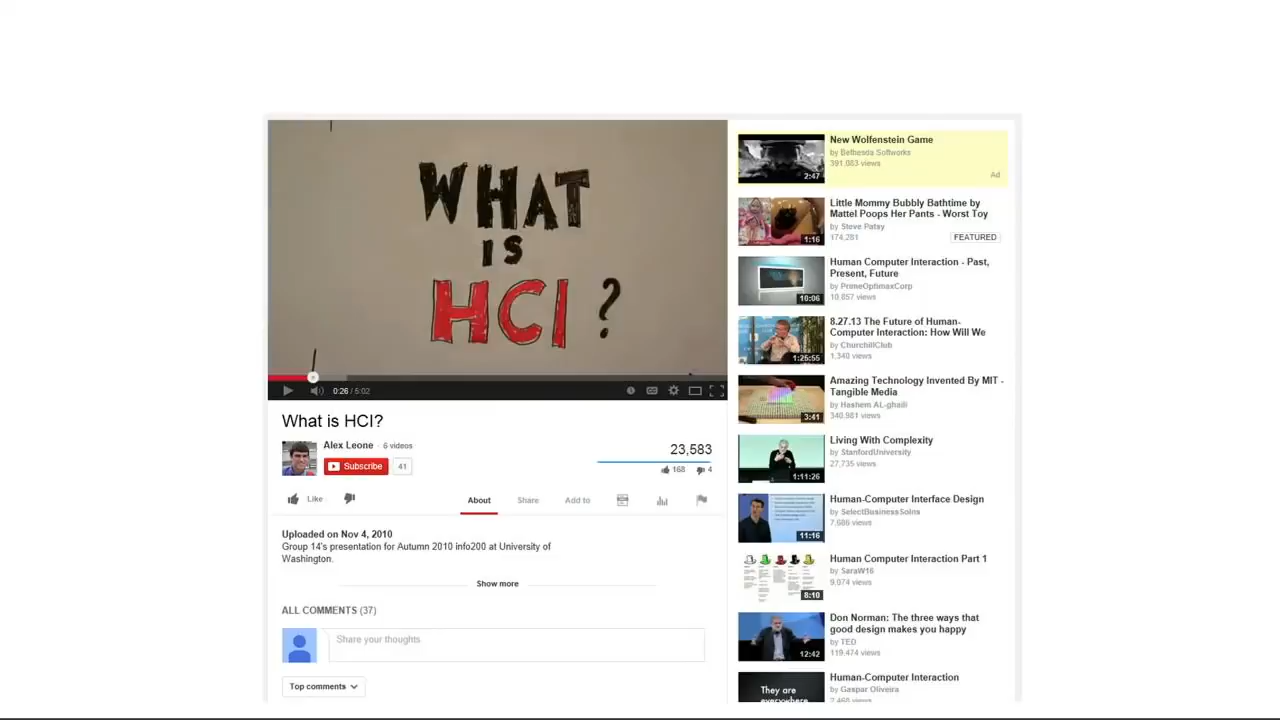 WHAT
IS
HCI?
0:26 / 5:02
What is HCI?
Alex Leone · 6 videos
Subscribe 41
23,583
168 4
Like
About Share Add to
Uploaded on Nov 4, 2010
Group 14's presentation for Autumn 2010 info200 at University of
Washington.
Show more
ALL COMMENTS (37)
Share your thoughts
Top comments
2:47
New Wolfenstein Game
by Bethesda Softworks
391,083 views
Ad
1:16
Little Mommy Bubbly Bathtime by
Mattel Poops Her Pants - Worst Toy
by Steve Patsy
174,281
FEATURED
10:06
Human Computer Interaction - Past,
Present, Future
by PrimeOptimaxCorp
10,857 views
1:25:55
8.27.13 The Future of Human-
Computer Interaction: How Will We
by ChurchillClub
1,340 views
3:41
Amazing Technology Invented By MIT -
Tangible Media
by Hashem AL-ghaili
340,981 views
1:11:26
Living With Complexity
by StanfordUniversity
27,735 views
11:16
Human-Computer Interface Design
by SelectBusinessSolns
7,686 views
8:10
Human Computer Interaction Part 1
by SaraW16
9,074 views
12:42
Don Norman: The three ways that
good design makes you happy
by TED
119,474 views
They are
everywhere
Human-Computer Interaction
by Gaspar Oliveira
2,468 views